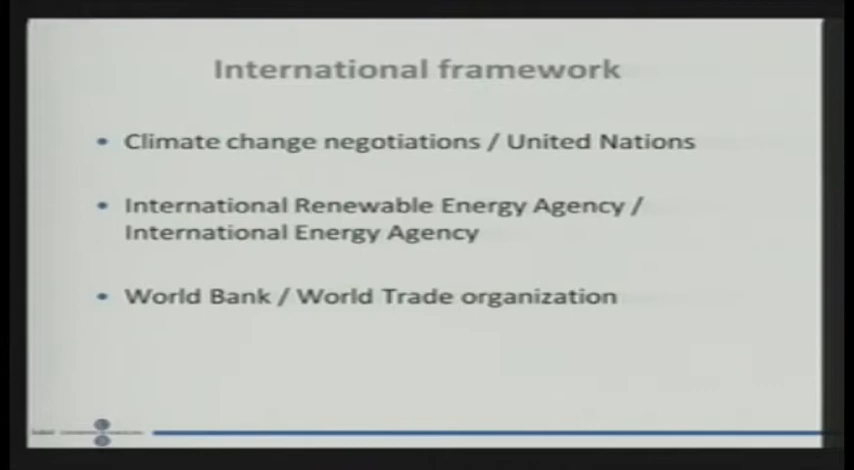 International framework
• Climate change negotiations / United Nations
• International Renewable Energy Agency /
International Energy Agency
• World Bank / World Trade organization